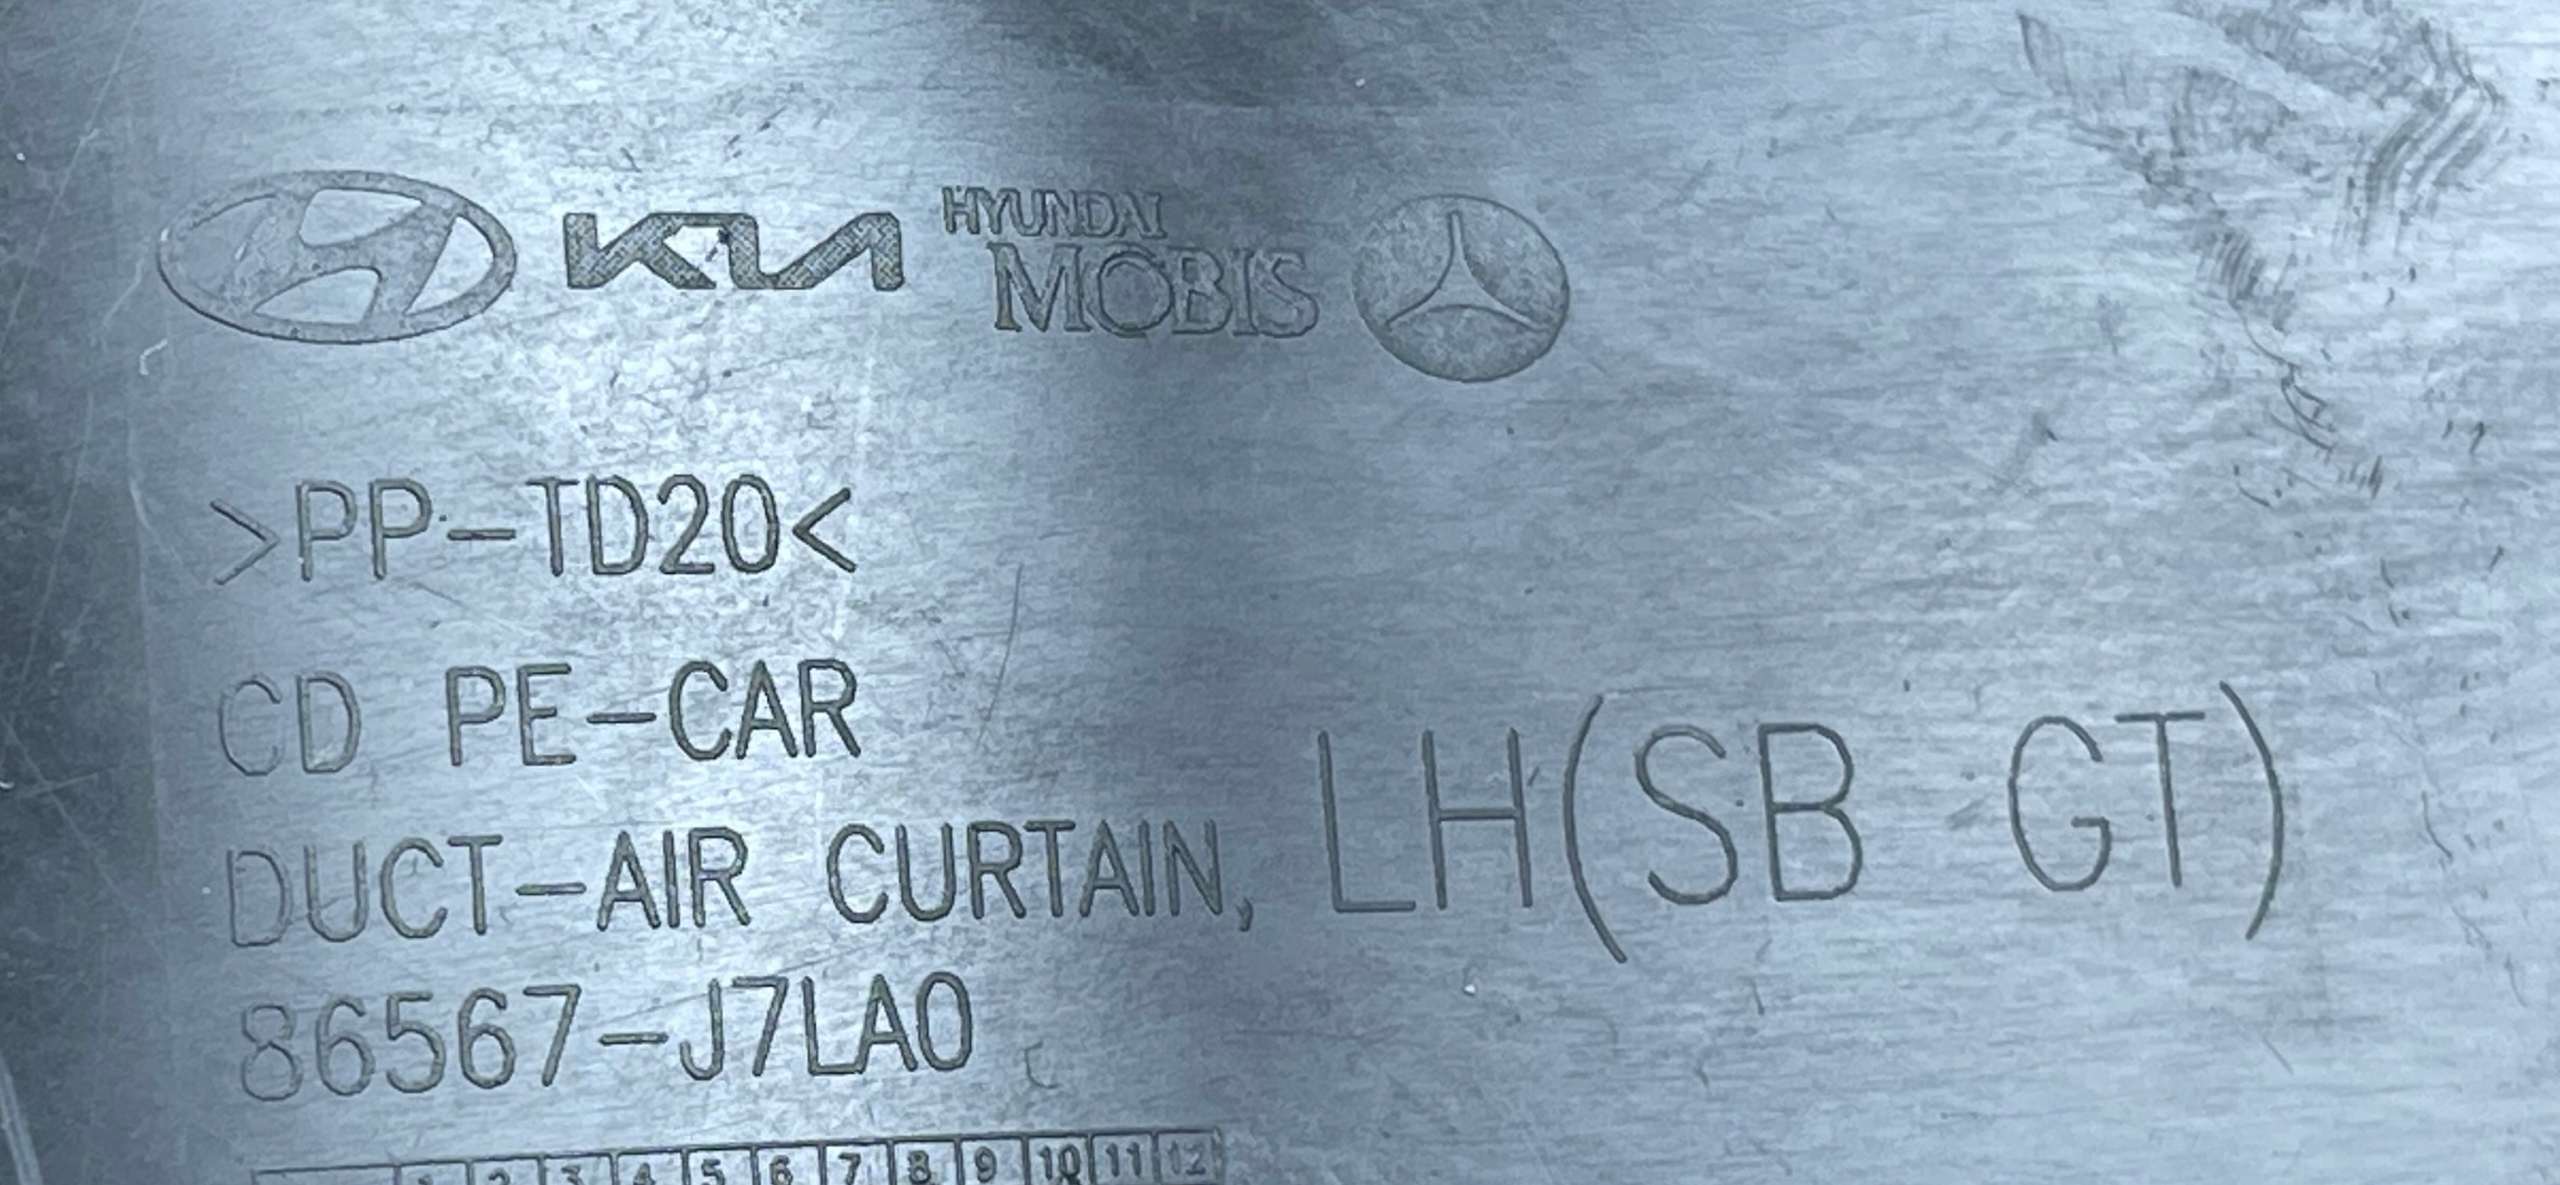 KIA HYUNDAI MOBIS
>PP-TD20<
CD PE-CAR
DUCT-AIR CURTAIN, LH(SB GT)
86567-J7LA0
1 2 3 4 5 6 7 8 9 10 11 12